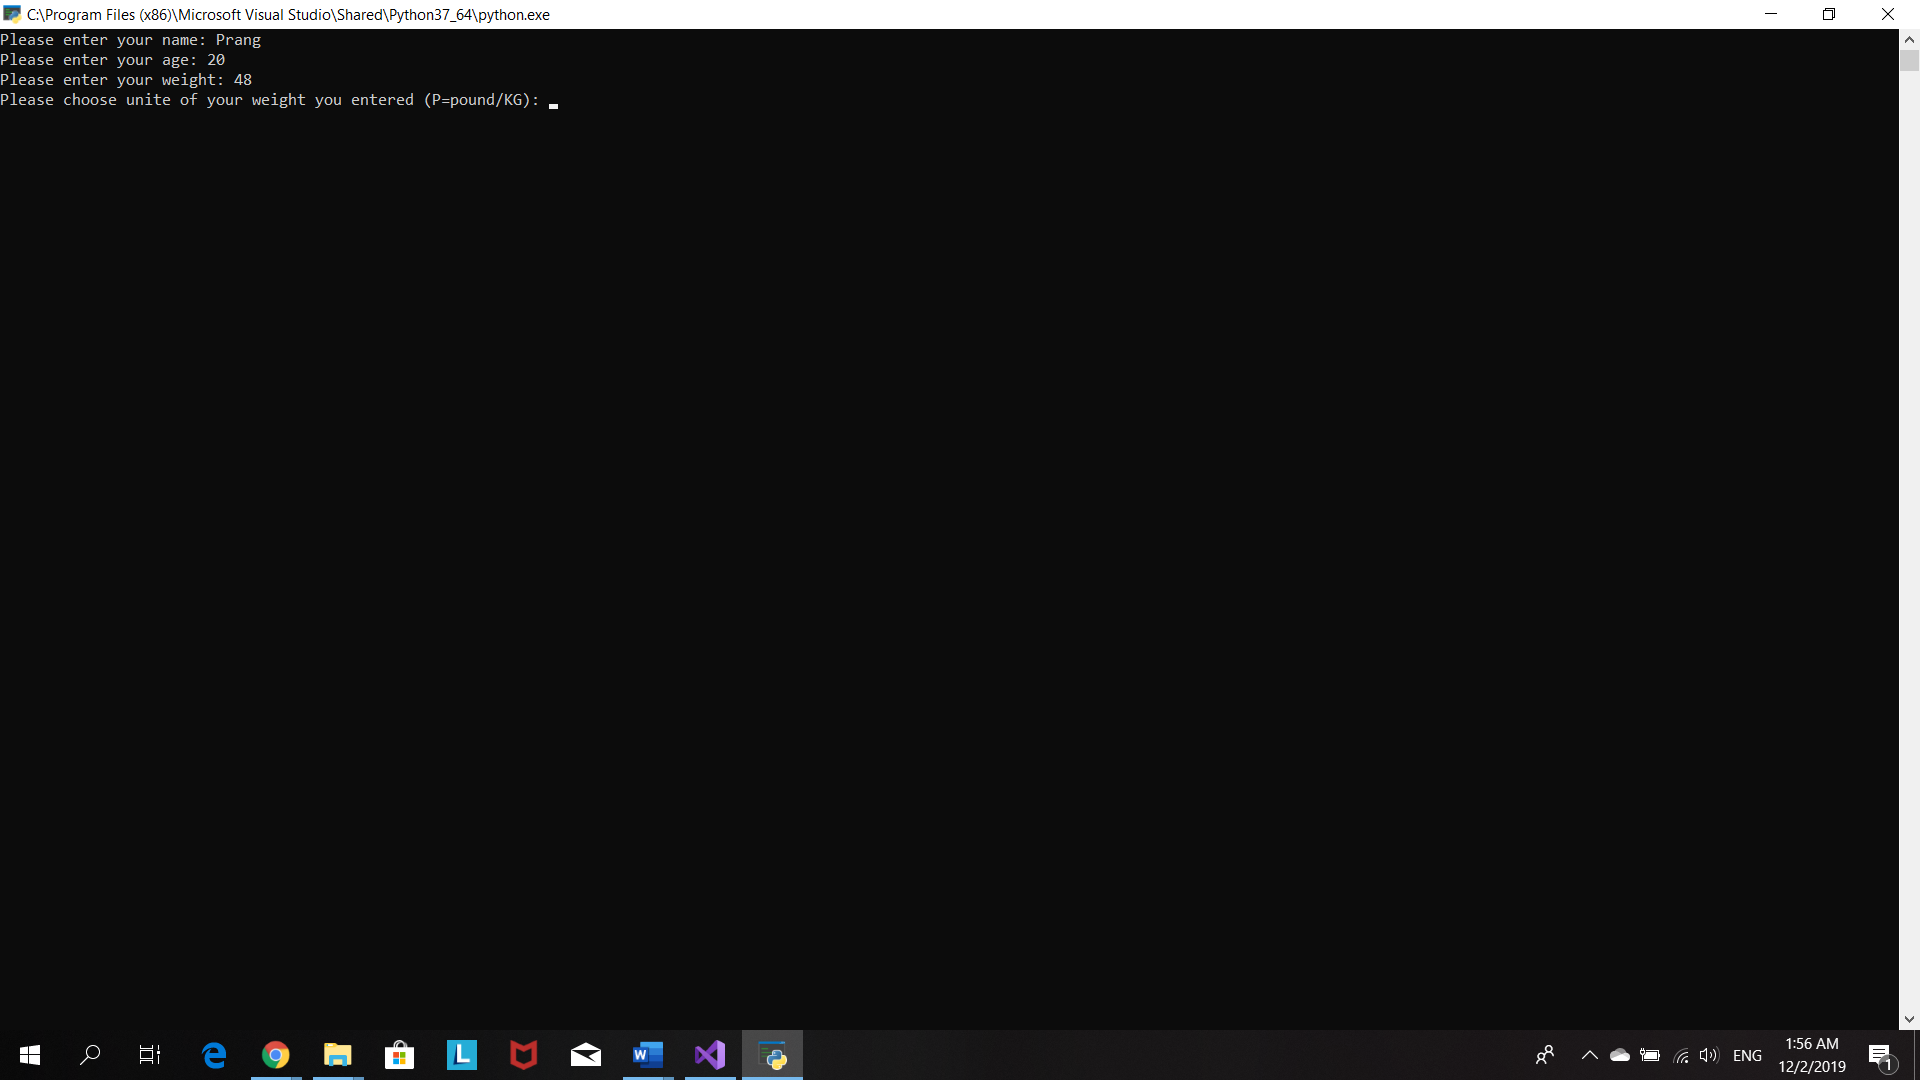 C:\Program Files (x86)\Microsoft Visual Studio\Shared\Python37_64\python.exe
Please enter your name: Prang
Please enter your age: 20
Please enter your weight: 48
Please choose unite of your weight you entered (P=pound/KG):
L
W
ENG
1:56 AM
12/2/2019
1